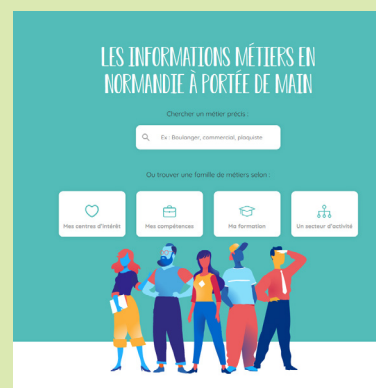 LES INFORMATIONS MÉTIERS EN
NORMANDIE À PORTÉE DE MAIN
Chercher un métier précis :
Ex : Boulanger, commercial, plaquiste
Ou trouver une famille de métiers selon :
Mes centres d'intérêt
Mes compétences
Ma formation
Un secteur d'activité